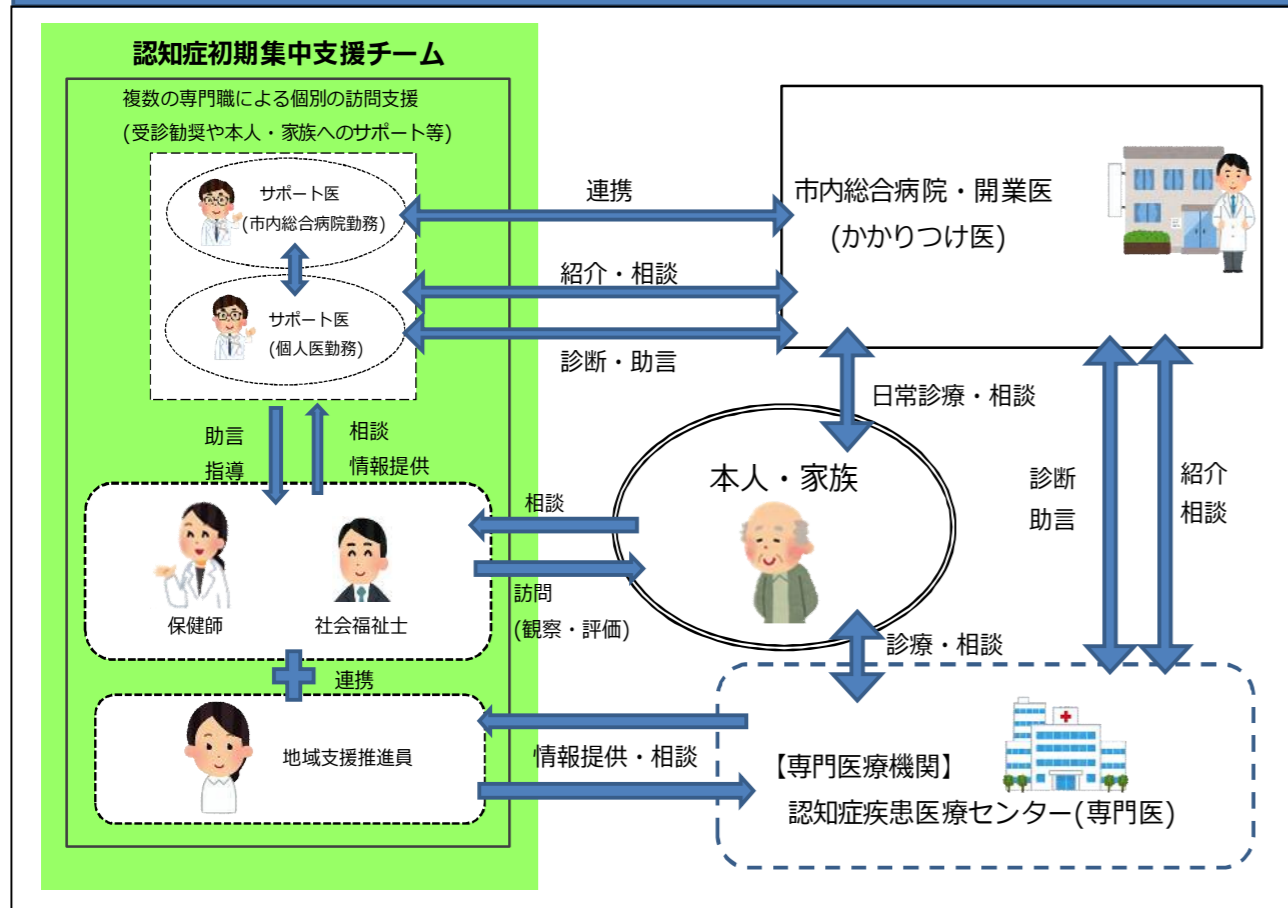 認知症初期集中支援チーム
複数の専門職による個別の訪問支援
(受診勧奨や本人・家族へのサポート等)
サポート医
(市内総合病院勤務)
サポート医
(個人医勤務)
助言
指導
相談
情報提供
保健師
社会福祉士
連携
地域支援推進員
連携
紹介・相談
診断・助言
市内総合病院・開業医
(かかりつけ医)
日常診療・相談
本人・家族
相談
訪問
(観察・評価)
診療・相談
診断
助言
紹介
相談
情報提供・相談
【専門医療機関】
認知症疾患医療センター(専門医)